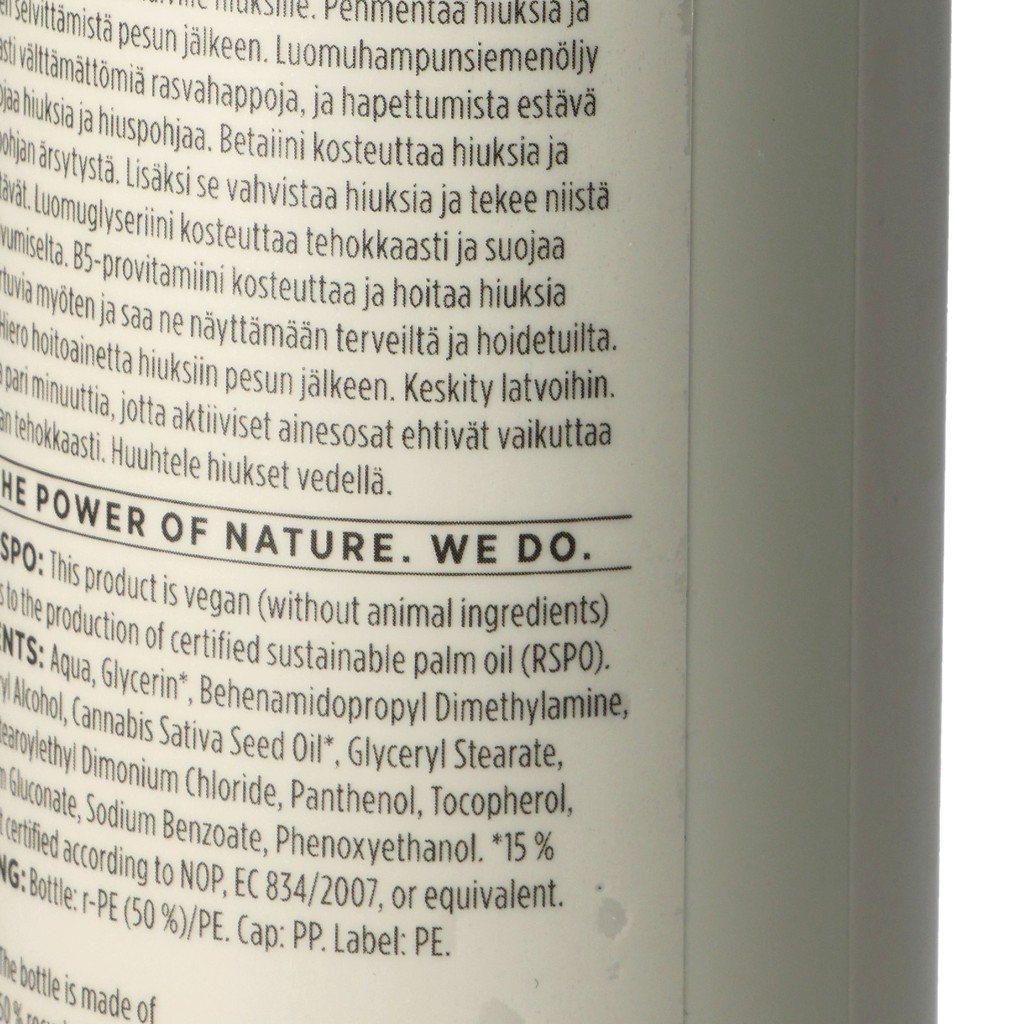 hiuksille. Pehmentää hiuksia ja
selvittämistä pesun jälkeen. Luomuhampunsiemenöljy
välttämättömiä rasvahappoja, ja hapettumista estävä
hiuksia ja hiuspohjaa. Betaiini kosteuttaa hiuksia ja
ärsytystä. Lisäksi se vahvistaa hiuksia ja tekee niistä
Luomuglyseriini kosteuttaa tehokkaasti ja suojaa
B5-provitamiini kosteuttaa ja hoitaa hiuksia
myöten ja saa ne näyttämään terveiltä ja hoidetuilta.
Hiero hoitoainetta hiuksiin pesun jälkeen. Keskity latvoihin.
pari minuuttia, jotta aktiiviset ainesosat ehtivät vaikuttaa
tehokkaasti. Huuhtele hiukset vedellä.
HE POWER OF NATURE. WE DO.
SPO: This product is vegan (without animal ingredients)
to the production of certified sustainable palm oil (RSPO).
ENTS: Aqua, Glycerin*, Behenamidopropyl Dimethylamine,
Alcohol, Cannabis Sativa Seed Oil*, Glyceryl Stearate,
earoylethyl Dimonium Chloride, Panthenol, Tocopherol,
Gluconate, Sodium Benzoate, Phenoxyethanol. *15 %
certified according to NOP, EC 834/2007, or equivalent.
NG: Bottle: r-PE (50 %)/PE. Cap: PP. Label: PE.
The bottle is made of